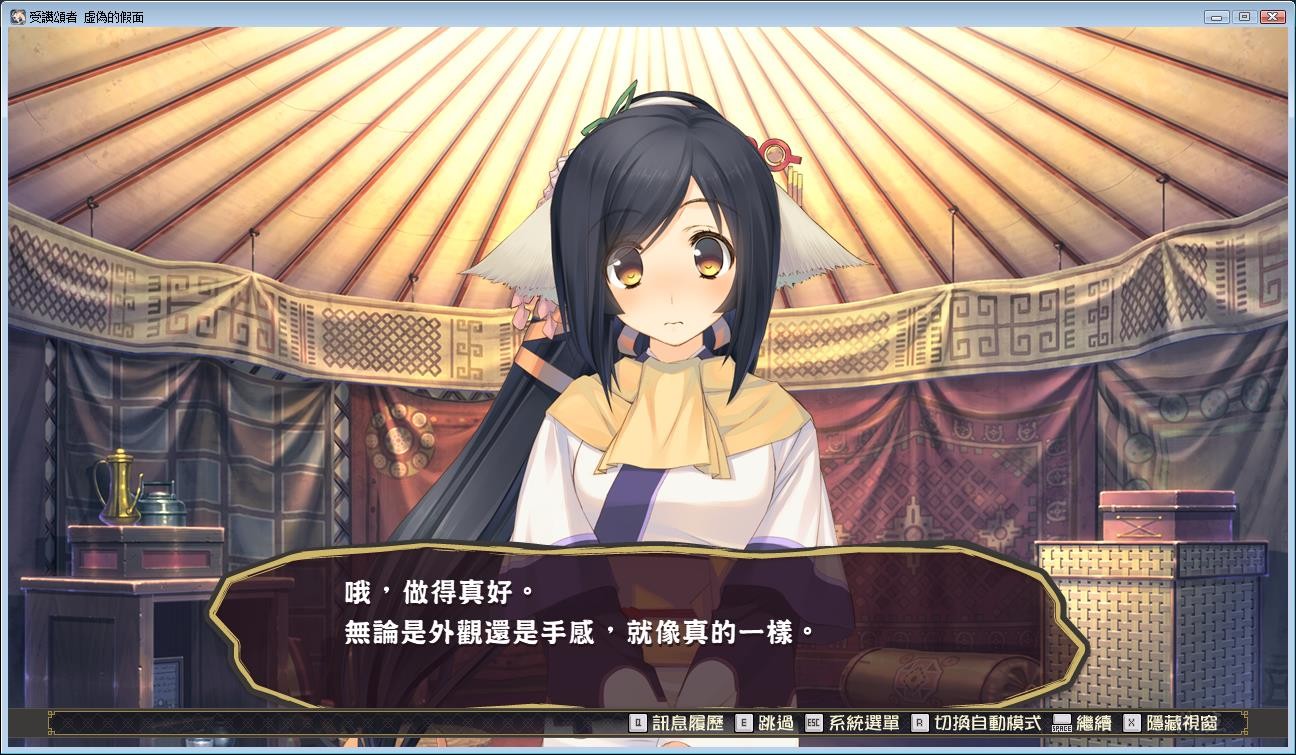 受讚頌者 虛偽的假面
哦，做得真好。
無論是外觀還是手感，就像真的一樣。
Q 訊息履歷 E 跳過 ESC 系統選單 R 切換自動模式 SPACE 繼續 X 隱藏視窗